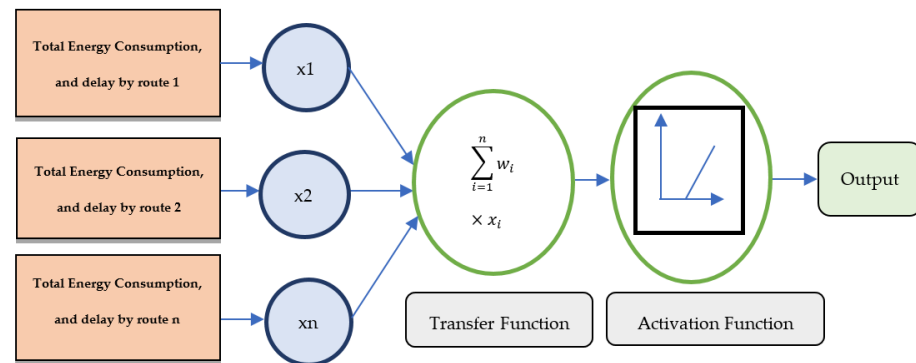 Total Energy Consumption,
and delay by route 1
x1
Total Energy Consumption,
and delay by route 2
x2
Total Energy Consumption,
and delay by route n
xn
n
∑ wᵢ
i=1
× xᵢ
Transfer Function
Activation Function
Output